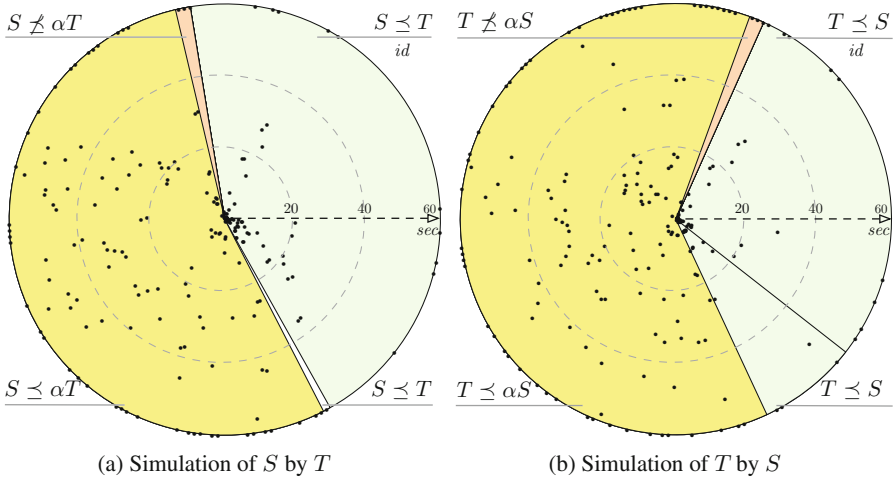 S ⪯̸ αT
S ⪯ T
id
20
40
60
sec
S ⪯ αT
S ⪯ T
(a) Simulation of S by T
T ⪯̸ αS
T ⪯ S
id
20
40
60
sec
T ⪯ αS
T ⪯ S
(b) Simulation of T by S